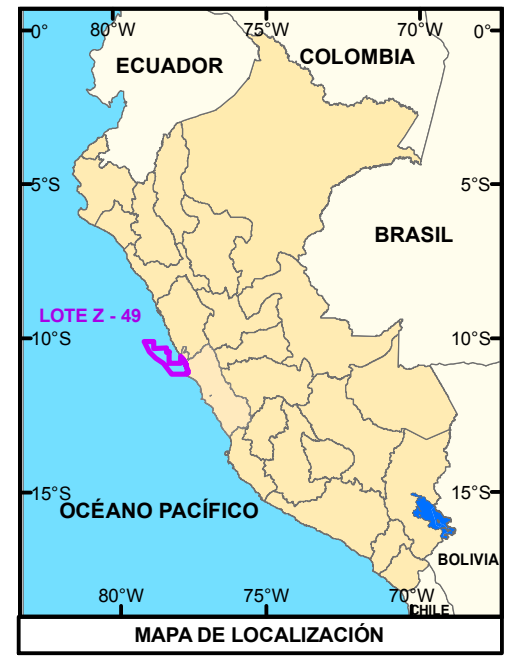 0° 80°W 75°W 70°W 0°
ECUADOR
COLOMBIA
5°S 5°S
BRASIL
LOTE Z - 49
10°S 10°S
15°S 15°S
OCÉANO PACÍFICO
BOLIVIA
80°W 75°W 70°W
CHILE
MAPA DE LOCALIZACIÓN